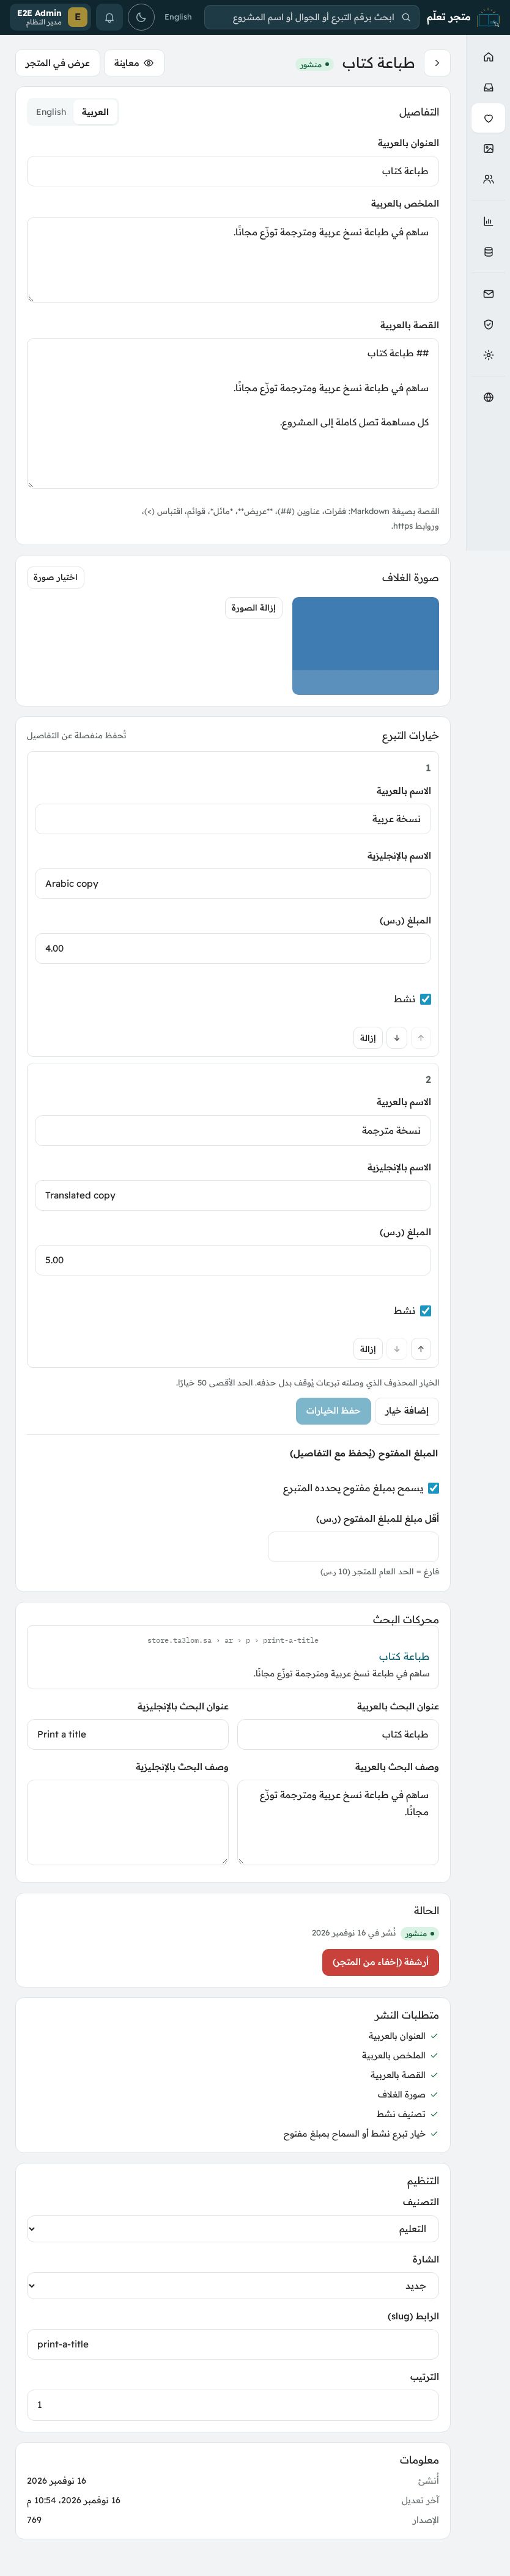 متجر تعلّم
ابحث برقم التبرع أو الجوال أو اسم المشروع
English
E
E2E Admin
مدير النظام
طباعة كتاب
منشور
معاينة
عرض في المتجر
التفاصيل
العربية
English
العنوان بالعربية
طباعة كتاب
الملخص بالعربية
ساهم في طباعة نسخ عربية ومترجمة توزّع مجانًا.
القصة بالعربية
## طباعة كتاب
ساهم في طباعة نسخ عربية ومترجمة توزّع مجانًا.
كل مساهمة تصل كاملة إلى المشروع.
القصة بصيغة Markdown: فقرات، عناوين (##)، **عريض**، *مائل*، قوائم، اقتباس (>)،
وروابط https.
صورة الغلاف
اختيار صورة
إزالة الصورة
خيارات التبرع
تُحفظ منفصلة عن التفاصيل
1
الاسم بالعربية
نسخة عربية
الاسم بالإنجليزية
Arabic copy
المبلغ (ر.س)
4.00
نشط
↑
↓
إزالة
2
الاسم بالعربية
نسخة مترجمة
الاسم بالإنجليزية
Translated copy
المبلغ (ر.س)
5.00
نشط
↑
↓
إزالة
الخيار المحذوف الذي وصلته تبرعات يُوقف بدل حذفه. الحد الأقصى 50 خيارًا.
إضافة خيار
حفظ الخيارات
المبلغ المفتوح (يُحفظ مع التفاصيل)
يسمح بمبلغ مفتوح يحدده المتبرع
أقل مبلغ للمبلغ المفتوح (ر.س)
فارغ = الحد العام للمتجر (10 ر.س)
محركات البحث
store.ta3lom.sa › ar › p › print-a-title
طباعة كتاب
ساهم في طباعة نسخ عربية ومترجمة توزّع مجانًا.
عنوان البحث بالعربية
عنوان البحث بالإنجليزية
طباعة كتاب
Print a title
وصف البحث بالعربية
وصف البحث بالإنجليزية
ساهم في طباعة نسخ عربية ومترجمة توزّع
مجانًا.
الحالة
منشور
نُشر في 16 نوفمبر 2026
أرشفة (إخفاء من المتجر)
متطلبات النشر
العنوان بالعربية
الملخص بالعربية
القصة بالعربية
صورة الغلاف
تصنيف نشط
خيار تبرع نشط أو السماح بمبلغ مفتوح
التنظيم
التصنيف
التعليم
الشارة
جديد
الرابط (slug)
print-a-title
الترتيب
1
معلومات
أُنشئ
16 نوفمبر 2026
آخر تعديل
16 نوفمبر 2026، 10:54 م
الإصدار
769